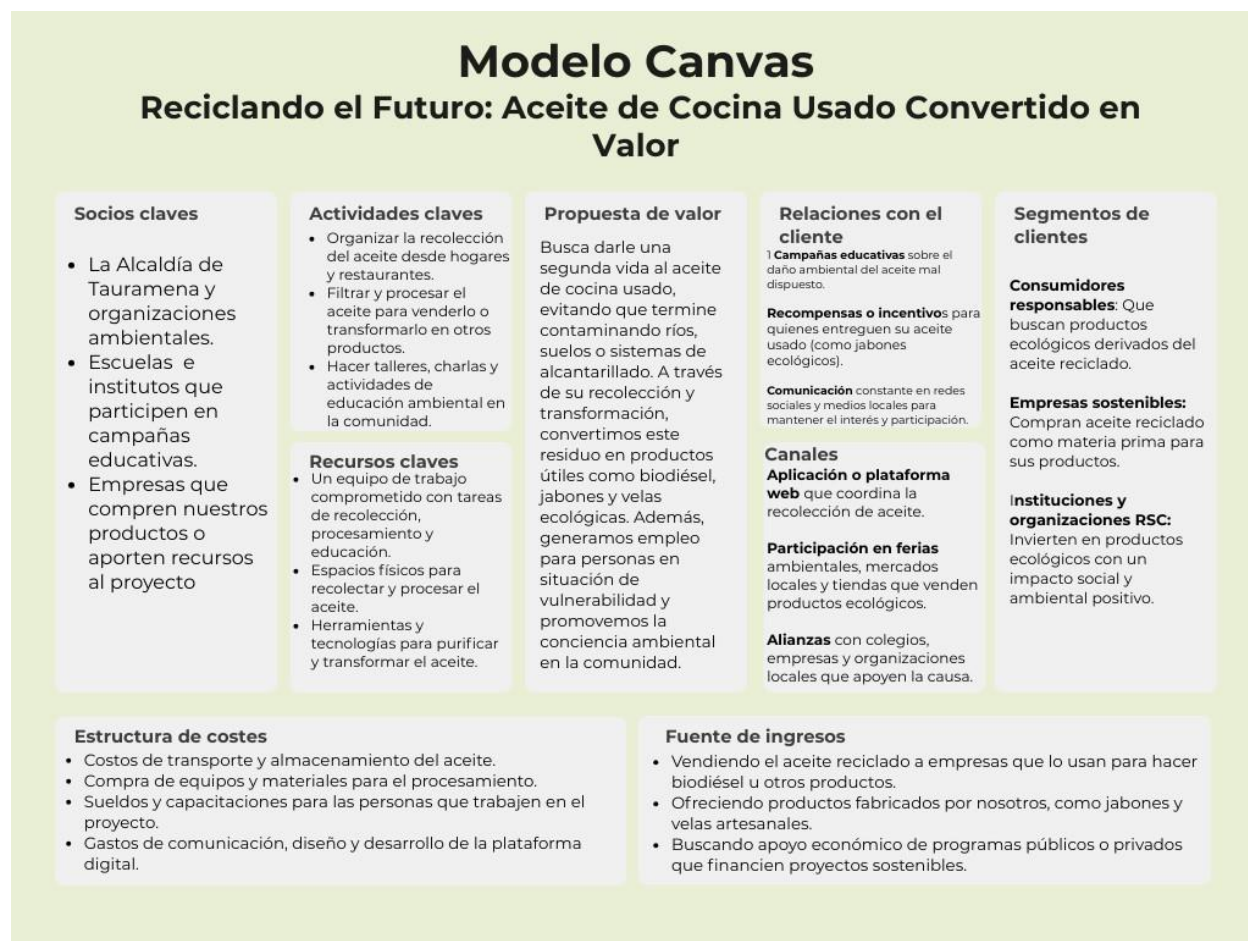 Modelo Canvas
Reciclando el Futuro: Aceite de Cocina Usado Convertido en
Valor
Socios claves
• La Alcaldía de
Tauramena y
organizaciones
ambientales.
• Escuelas e
institutos que
participen en
campañas
educativas.
• Empresas que
compren nuestros
productos o
aporten recursos
al proyecto
Actividades claves
• Organizar la recolección
del aceite desde hogares
y restaurantes.
• Filtrar y procesar el
aceite para venderlo o
transformarlo en otros
productos.
• Hacer talleres, charlas y
actividades de
educación ambiental en
la comunidad.
Recursos claves
• Un equipo de trabajo
comprometido con tareas
de recolección,
procesamiento y
educación.
• Espacios físicos para
recolectar y procesar el
aceite.
• Herramientas y
tecnologías para purificar
y transformar el aceite.
Propuesta de valor
Busca darle una
segunda vida al aceite
de cocina usado,
evitando que termine
contaminando ríos,
suelos o sistemas de
alcantarillado. A través
de su recolección y
transformación,
convertimos este
residuo en productos
útiles como biodiésel,
jabones y velas
ecológicas. Además,
generamos empleo
para personas en
situación de
vulnerabilidad y
promovemos la
conciencia ambiental
en la comunidad.
Relaciones con el
cliente
1 Campañas educativas sobre el
daño ambiental del aceite mal
dispuesto.
Recompensas o incentivos para
quienes entreguen su aceite
usado (como jabones
ecológicos).
Comunicación constante en redes
sociales y medios locales para
mantener el interés y participación.
Canales
Aplicación o plataforma
web que coordina la
recolección de aceite.
Participación en ferias
ambientales, mercados
locales y tiendas que venden
productos ecológicos.
Alianzas con colegios,
empresas y organizaciones
locales que apoyen la causa.
Segmentos de
clientes
Consumidores
responsables: Que
buscan productos
ecológicos derivados del
aceite reciclado.
Empresas sostenibles:
Compran aceite reciclado
como materia prima para
sus productos.
Instituciones y
organizaciones RSC:
Invierten en productos
ecológicos con un
impacto social y
ambiental positivo.
Estructura de costes
• Costos de transporte y almacenamiento del aceite.
• Compra de equipos y materiales para el procesamiento.
• Sueldos y capacitaciones para las personas que trabajen en el
proyecto.
• Gastos de comunicación, diseño y desarrollo de la plataforma
digital.
Fuente de ingresos
• Vendiendo el aceite reciclado a empresas que lo usan para hacer
biodiésel u otros productos.
• Ofreciendo productos fabricados por nosotros, como jabones y
velas artesanales.
• Buscando apoyo económico de programas públicos o privados
que financien proyectos sostenibles.